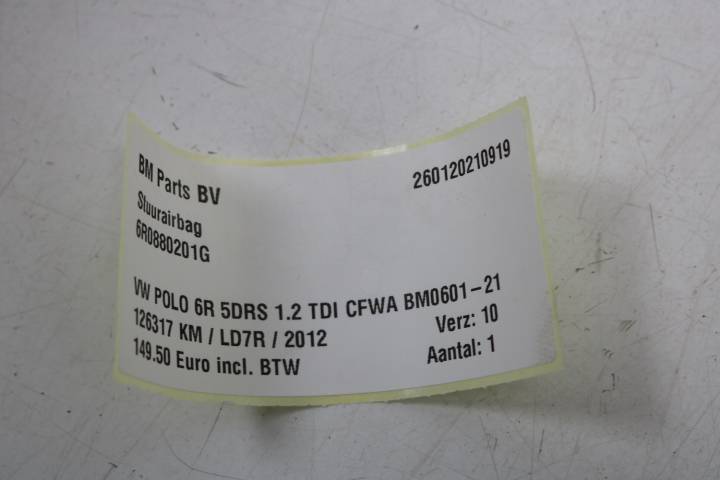 BM Parts BV
260120210919
Stuurairbag
6R0880201G
VW POLO 6R 5DRS 1.2 TDI CFWA BM0601-21
126317 KM / LD7R / 2012
Verz: 10
149.50 Euro incl. BTW
Aantal: 1